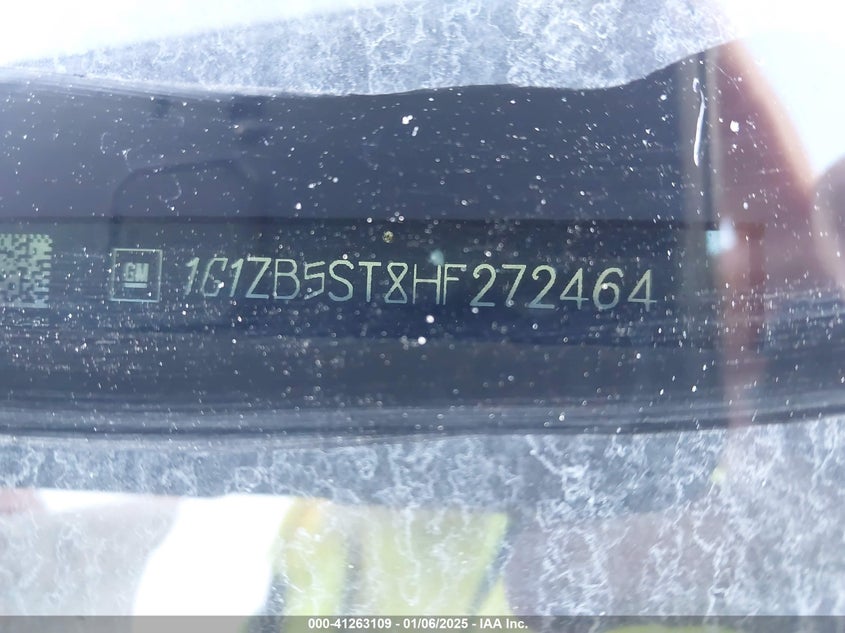 GM 1G1ZB5ST8HF272464
000-41263109 - 01/06/2025 - IAA Inc.